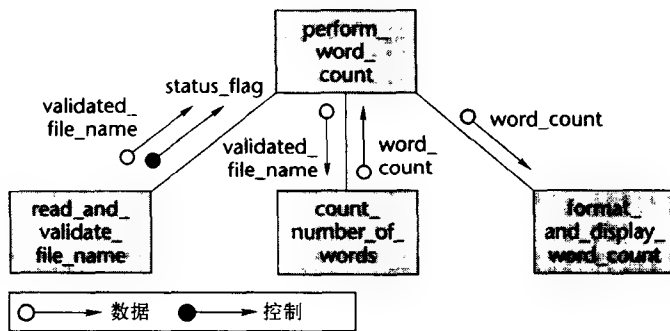 perform_
word_
count
status_flag
validated_
file_name
validated_
file_name
word_
count
word_count
read_and_
validate_
file_name
count_
number_of_
words
format_
and_display_
word_count
数据
控制